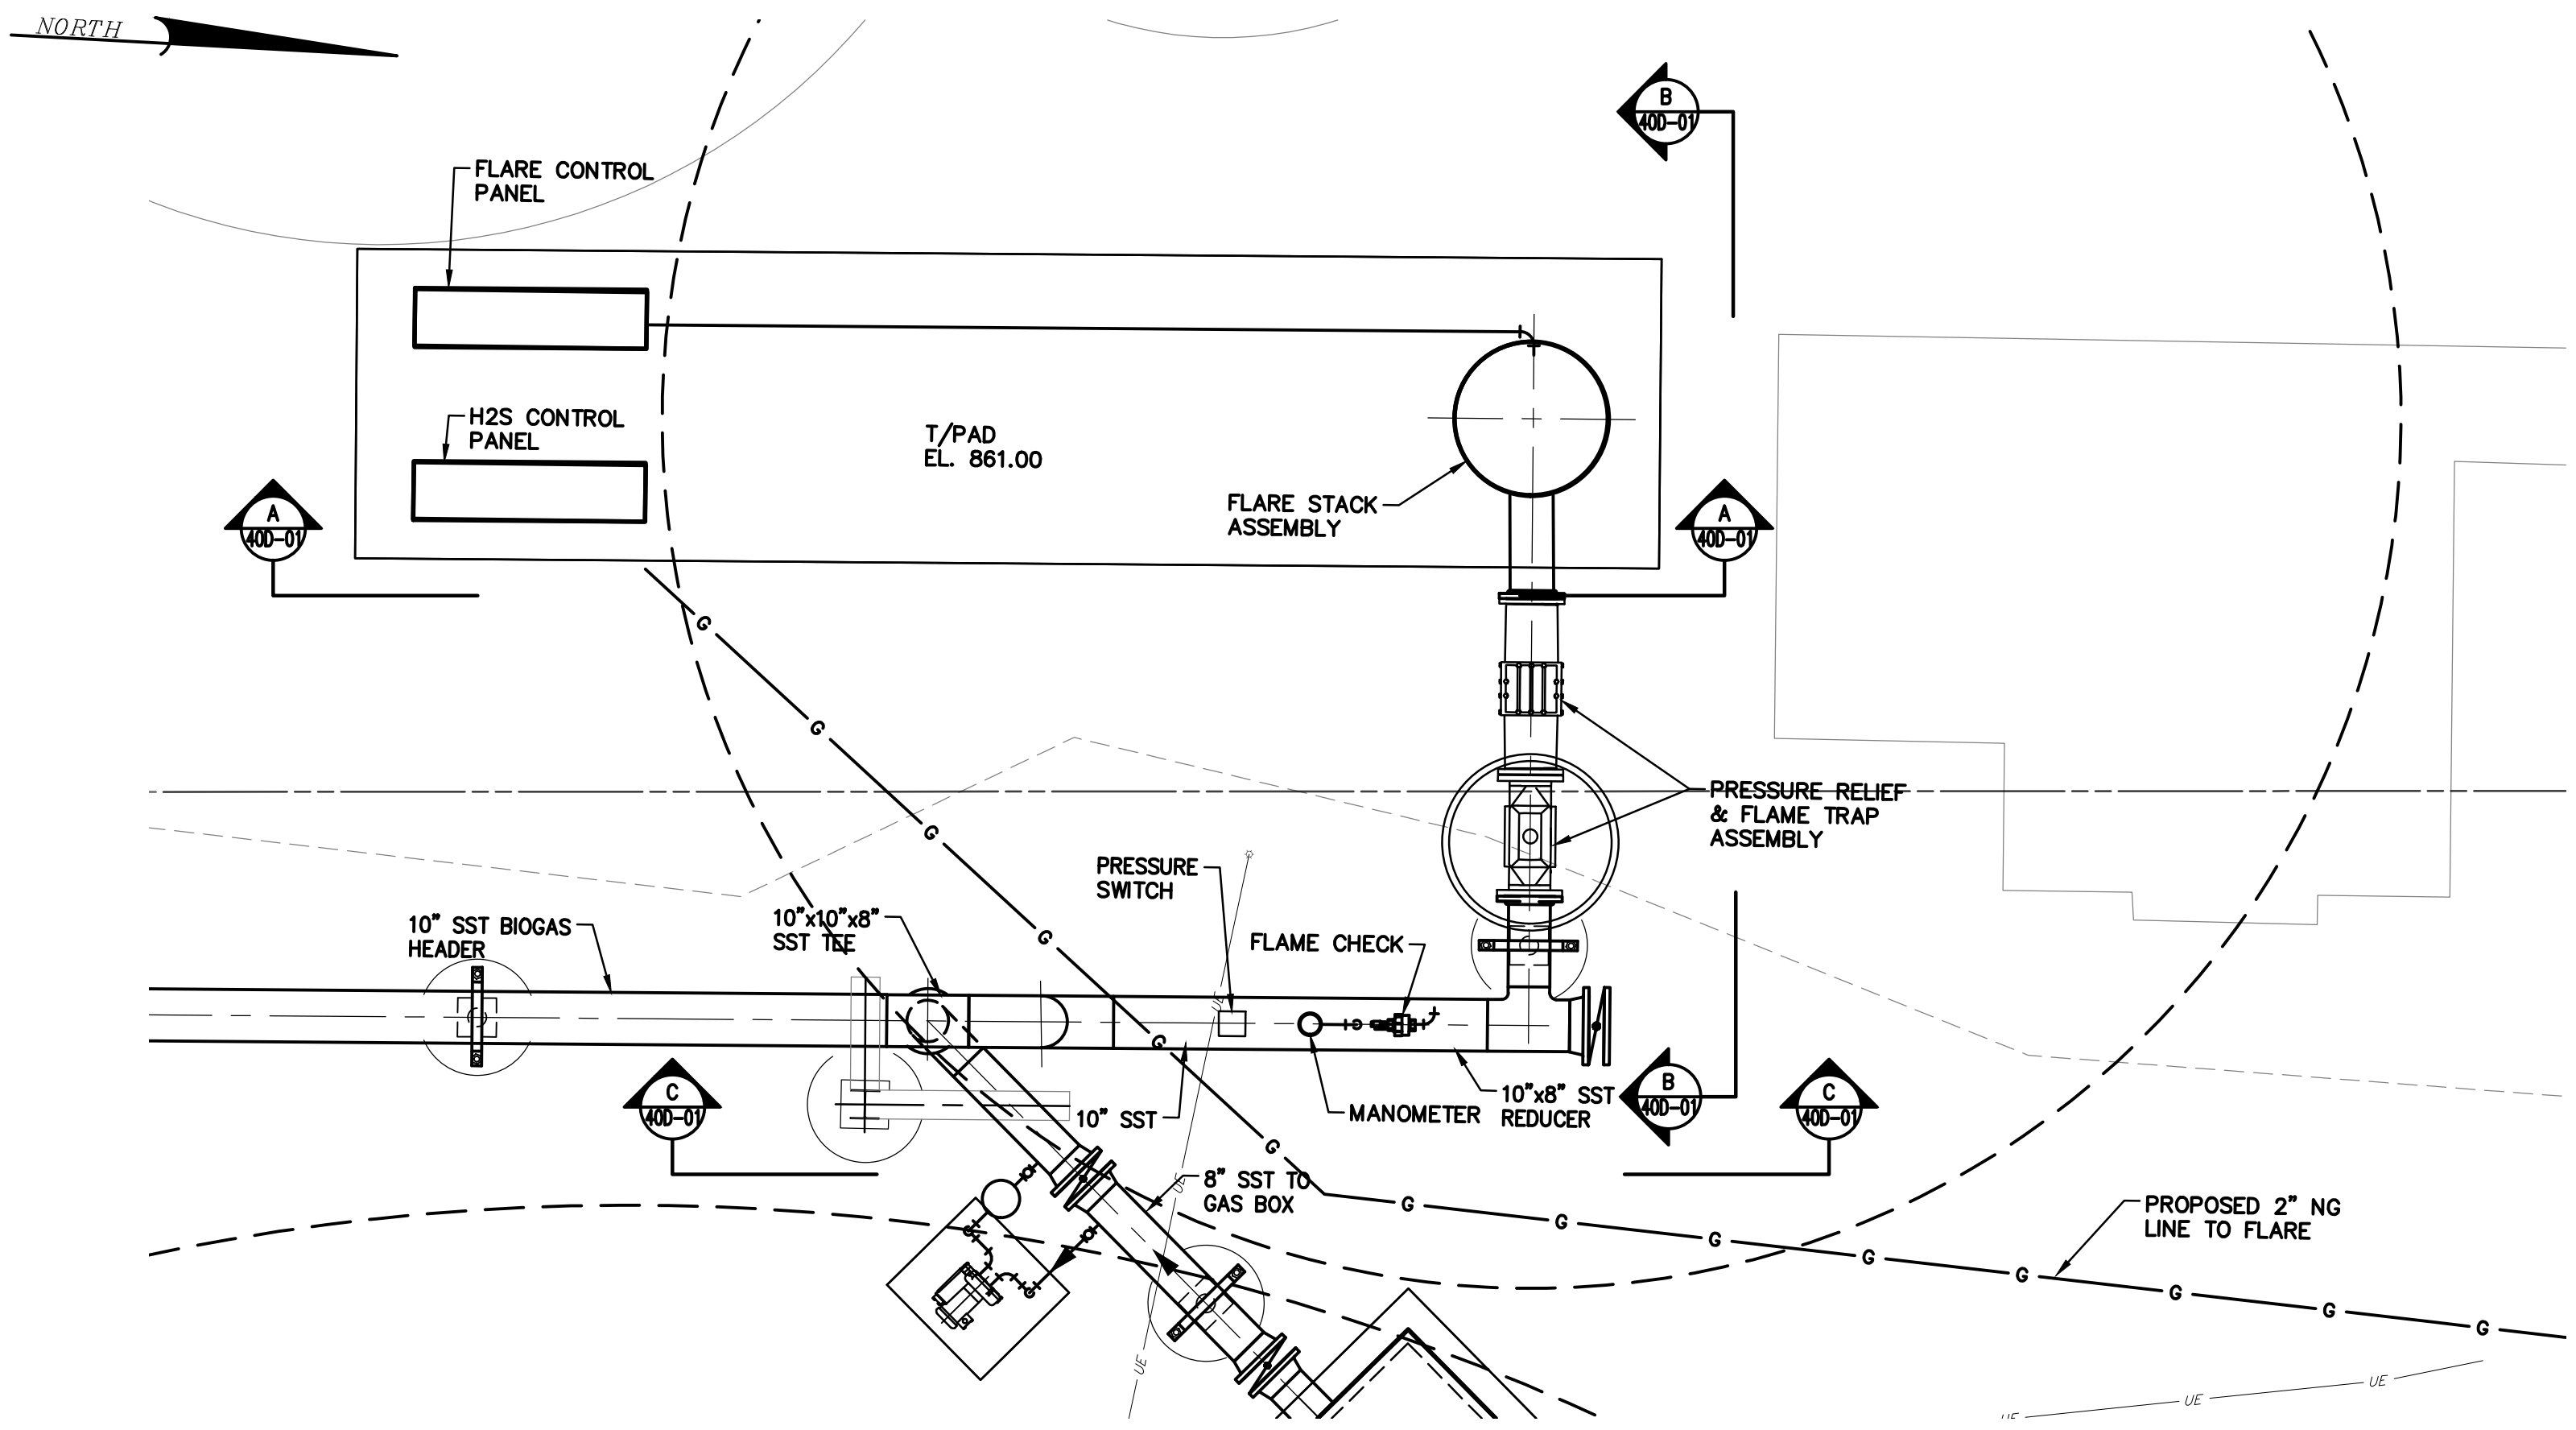 NORTH
B
40D-01
FLARE CONTROL
PANEL
H2S CONTROL
PANEL
T/PAD
EL. 861.00
FLARE STACK
ASSEMBLY
A
40D-01
A
40D-01
G
G
G
G
G
G
PRESSURE RELIEF
& FLAME TRAP
ASSEMBLY
PRESSURE
SWITCH
10" SST BIOGAS
HEADER
10"x10"x8"
SST TEE
FLAME CHECK
UE
C
40D-01
10" SST
MANOMETER
10"x8" SST
REDUCER
B
40D-01
C
40D-01
8" SST TO
GAS BOX
UE
PROPOSED 2" NG
LINE TO FLARE
G
G
G
G
G
G
G
G
UE
UE
UE
UE